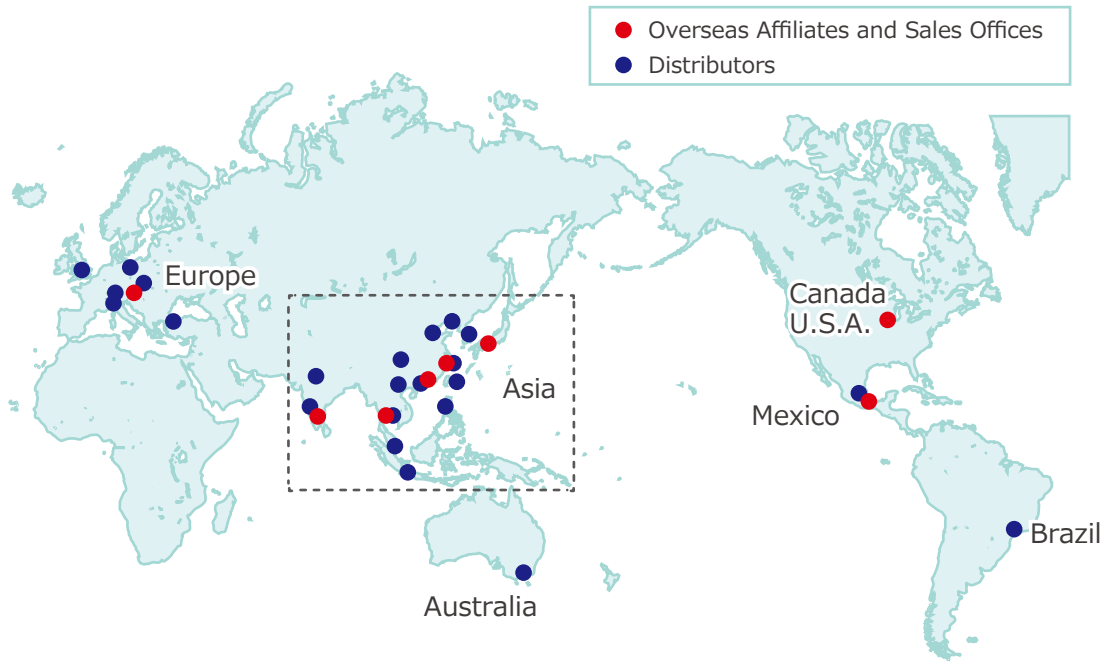 Overseas Affiliates and Sales Offices
Distributors
Europe
Canada
U.S.A.
Asia
Mexico
Brazil
Australia